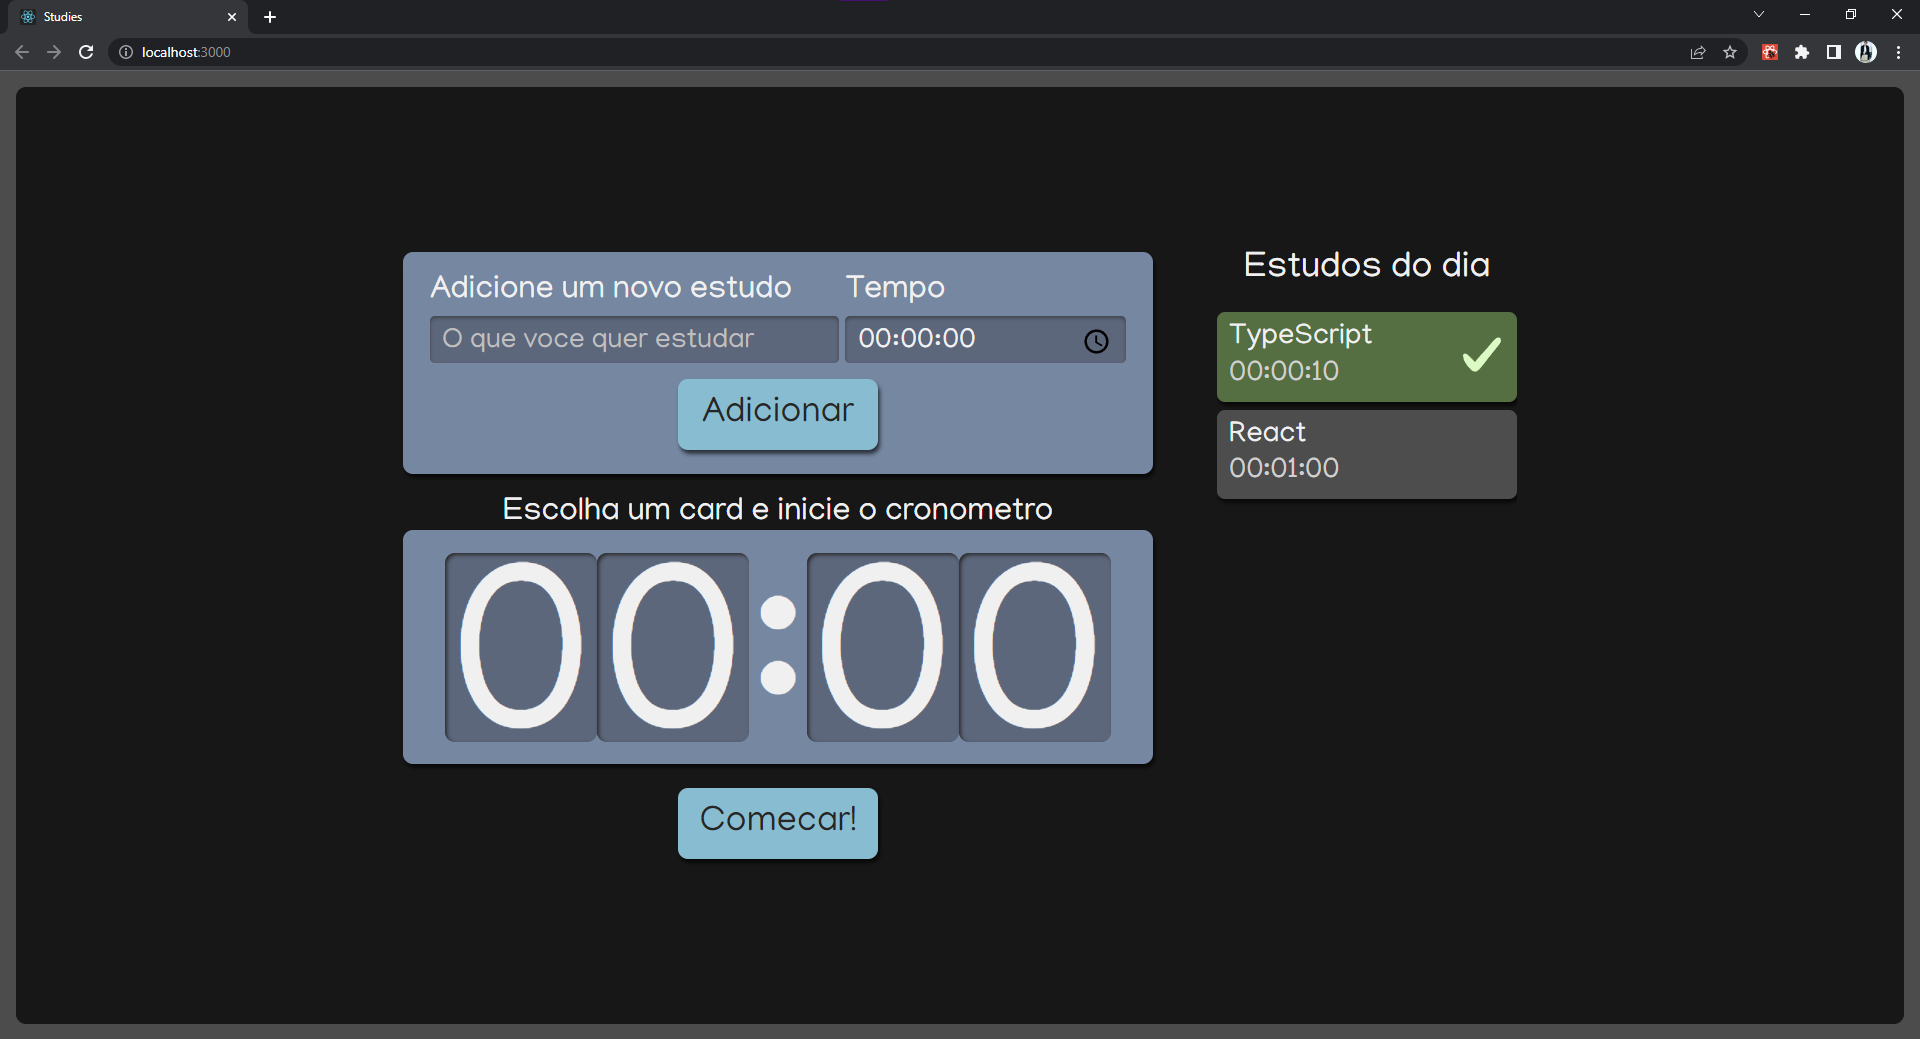 Studies
localhost:3000
Adicione um novo estudo
Tempo
O que voce quer estudar
00:00:00
Adicionar
Escolha um card e inicie o cronometro
00:00
Comecar!
Estudos do dia
TypeScript
00:00:10
React
00:01:00